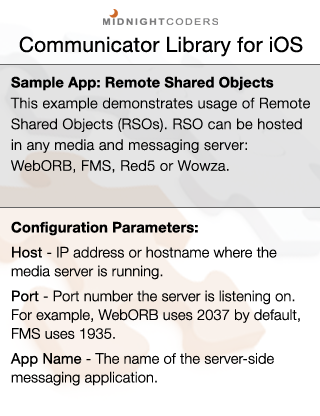 MIDNIGHTCODERS
Communicator Library for iOS
Sample App: Remote Shared Objects
This example demonstrates usage of Remote
Shared Objects (RSOs). RSO can be hosted
in any media and messaging server:
WebORB, FMS, Red5 or Wowza.
Configuration Parameters:
Host - IP address or hostname where the
media server is running.
Port - Port number the server is listening on.
For example, WebORB uses 2037 by default,
FMS uses 1935.
App Name - The name of the server-side
messaging application.